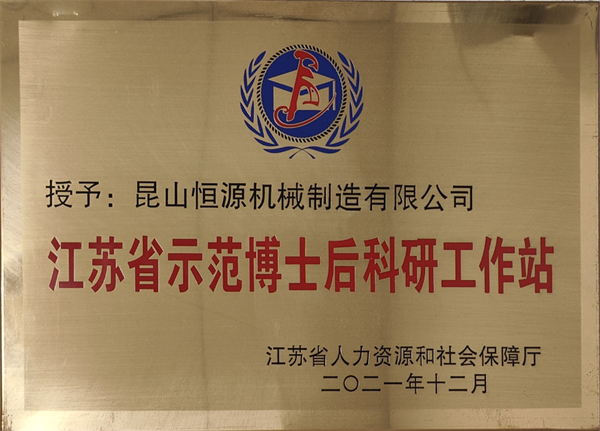 授予：昆山恒源机械制造有限公司
江苏省示范博士后科研工作站
江苏省人力资源和社会保障厅
二〇二一年十二月